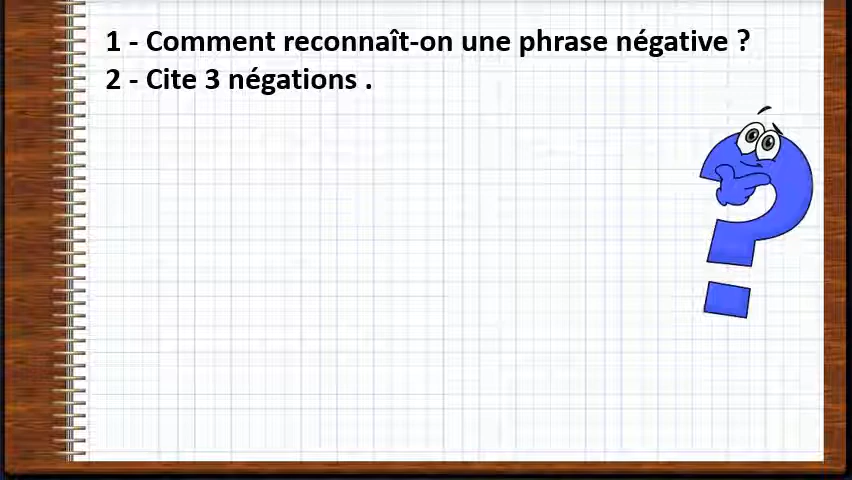 1 - Comment reconnaît-on une phrase négative ?
2 - Cite 3 négations .